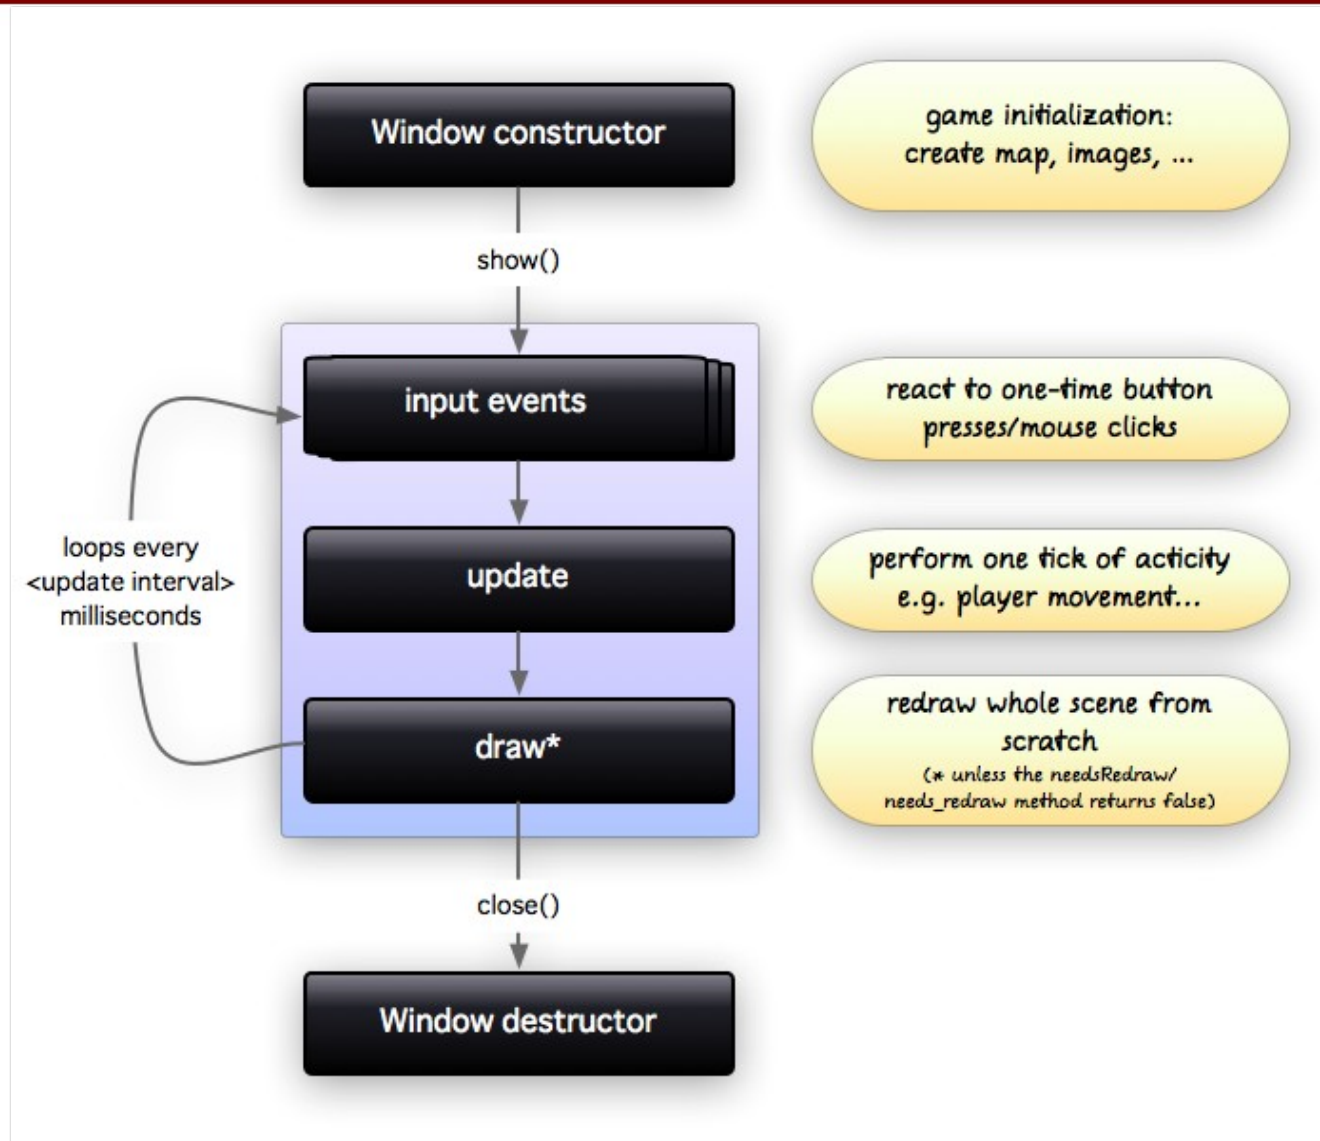 Window constructor
game initialization:
create map, images, ...
show()
input events
react to one-time button
presses/mouse clicks
loops every
<update interval>
milliseconds
update
perform one tick of acticity
e.g. player movement...
draw*
redraw whole scene from
scratch
(* unless the needsRedraw/
needs_redraw method returns false)
close()
Window destructor